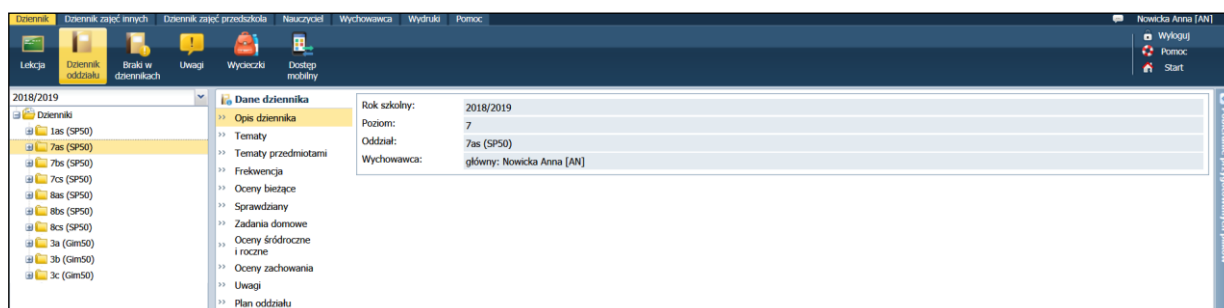 Dziennik Dziennik zajęć innych Dziennik zajęć przedszkola Nauczyciel Wychowawca Wydruki Pomoc Nowicka Anna [AN]
Lekcja
Dziennik oddziału
Braki w dziennikach
Uwagi
Wycieczki
Dostęp mobilny
Wyloguj
Pomoc
Start
2018/2019
Dzienniki
1as (SP50)
7as (SP50)
7bs (SP50)
7cs (SP50)
8as (SP50)
8bs (SP50)
8cs (SP50)
3a (Gim50)
3b (Gim50)
3c (Gim50)
Dane dziennika
Opis dziennika
Tematy
Tematy przedmiotami
Frekwencja
Oceny bieżące
Sprawdziany
Zadania domowe
Oceny śródroczne
i roczne
Oceny zachowania
Uwagi
Plan oddziału
Rok szkolny: 2018/2019
Poziom: 7
Oddział: 7as (SP50)
Wychowawca: główny: Nowicka Anna [AN]